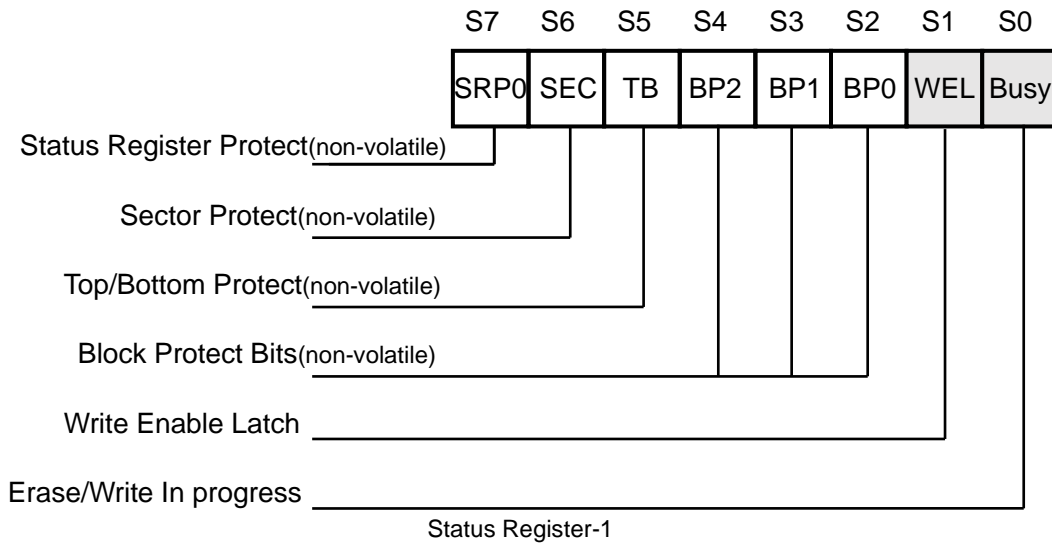 S7 S6 S5 S4 S3 S2 S1 S0
SRP0 SEC TB BP2 BP1 BP0 WEL Busy
Status Register Protect(non-volatile)
Sector Protect(non-volatile)
Top/Bottom Protect(non-volatile)
Block Protect Bits(non-volatile)
Write Enable Latch
Erase/Write In progress
Status Register-1